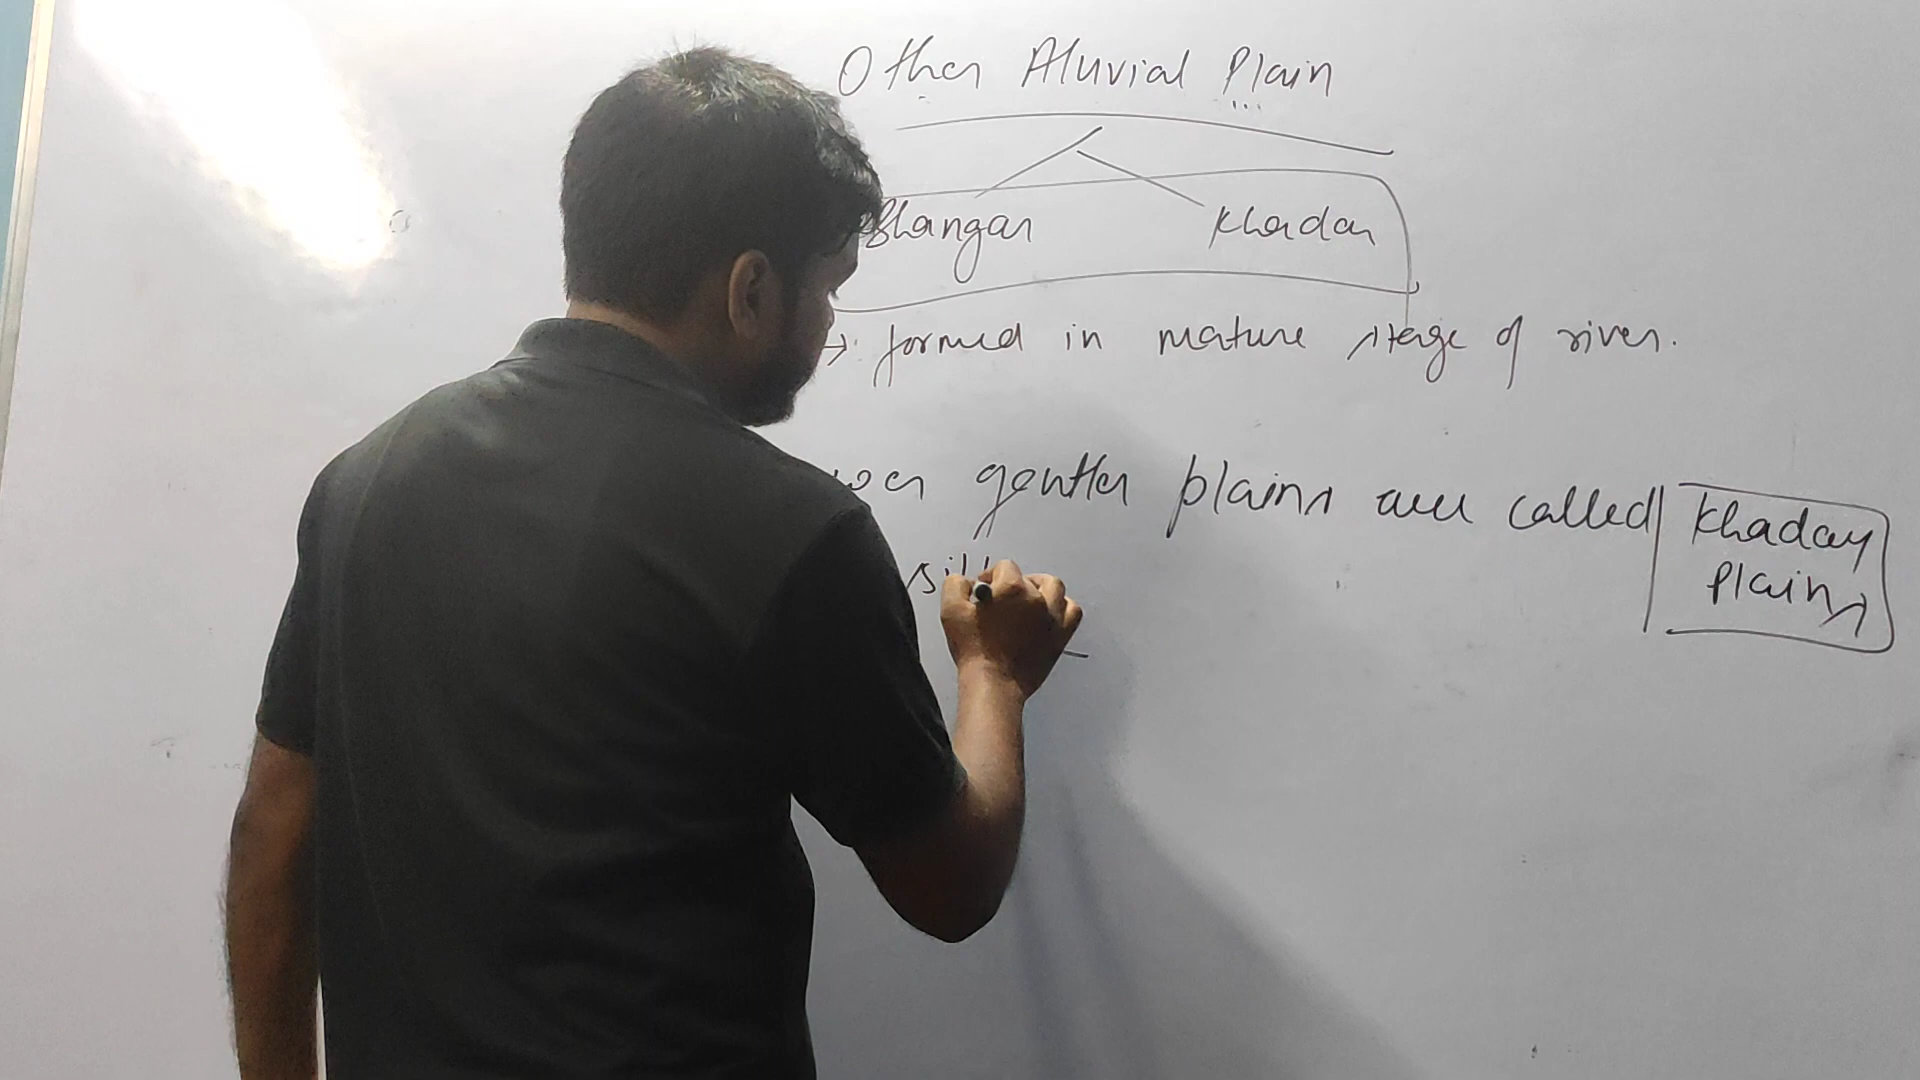 Other Aluvial Plain
Bhangar Khadar
→ formed in mature stage of river.
gentler plains are called Khadar
Plains